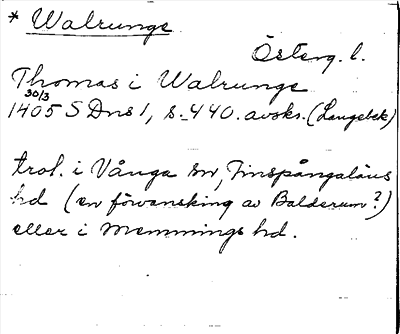 * Walrunge
Österg. l.
Thomas i Walrunge
30/3
1405 S Dns 1, s. 440. avskr. (Langebek)
trol. i Vånga sn, Finspångaläns
hd (en förvanskning av Balderum?)
eller i Memmings hd.